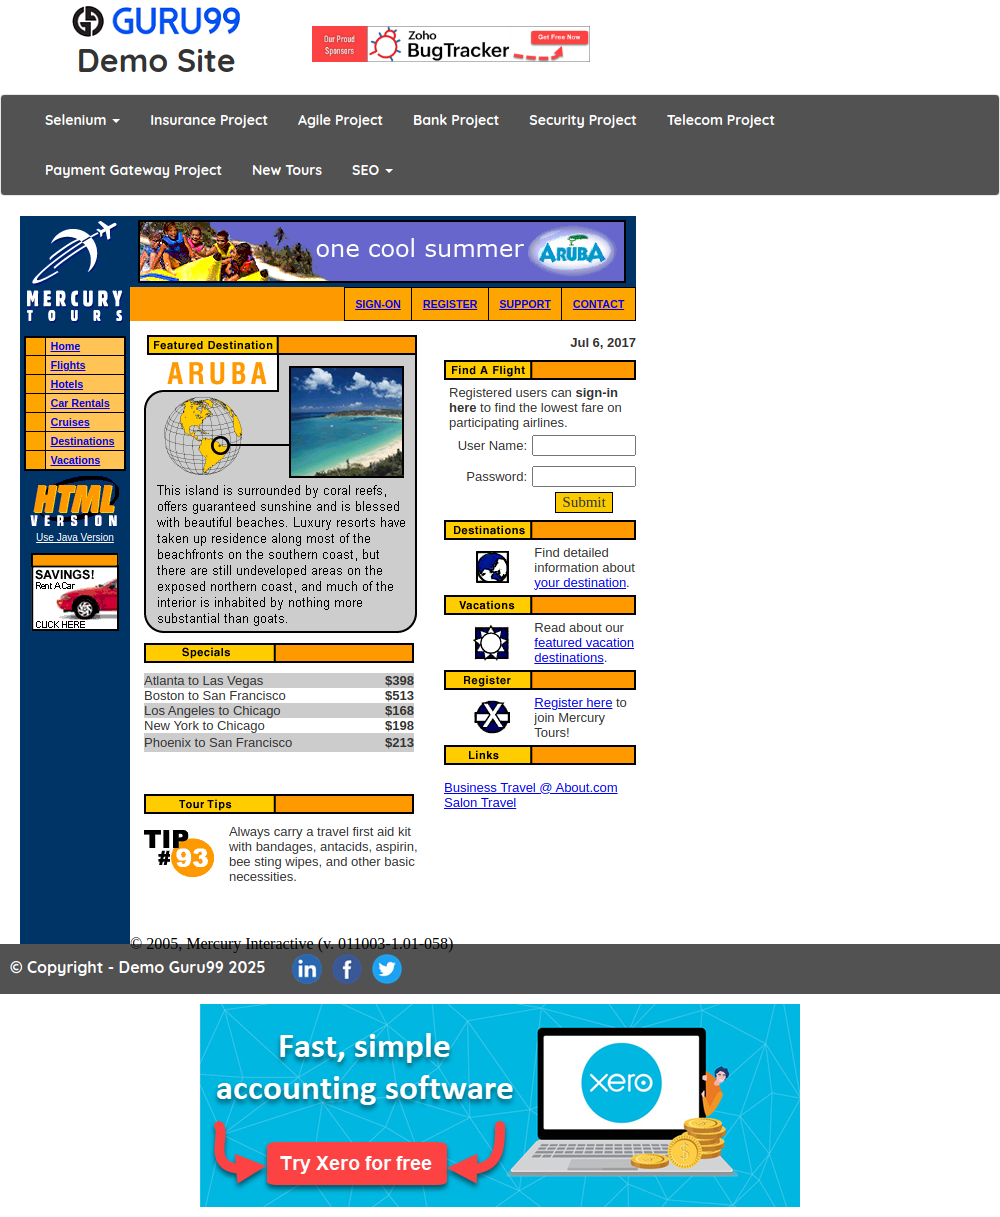 GURU99
Demo Site
Our Proud
Sponsors
Zoho
BugTracker
Get Free Now
Selenium
Insurance Project
Agile Project
Bank Project
Security Project
Telecom Project
Payment Gateway Project
New Tours
SEO
MERCURY
TOURS
one cool summer
ARUBA
SIGN-ON
REGISTER
SUPPORT
CONTACT
Home
Flights
Hotels
Car Rentals
Cruises
Destinations
Vacations
HTML
VERSION
Use Java Version
SAVINGS!
Rent A Car
CLICK HERE
Featured Destination
ARUBA
This island is surrounded by coral reefs,
offers guaranteed sunshine and is blessed
with beautiful beaches. Luxury resorts have
taken up residence along most of the
beachfronts on the southern coast, but
there are still undeveloped areas on the
exposed northern coast, and much of the
interior is inhabited by nothing more
substantial than goats.
Specials
Atlanta to Las Vegas $398
Boston to San Francisco $513
Los Angeles to Chicago $168
New York to Chicago $198
Phoenix to San Francisco $213
Tour Tips
TIP
#93
Always carry a travel first aid kit
with bandages, antacids, aspirin,
bee sting wipes, and other basic
necessities.
Jul 6, 2017
Find A Flight
Registered users can sign-in
here to find the lowest fare on
participating airlines.
User Name:
Password:
Submit
Destinations
Find detailed
information about
your destination.
Vacations
Read about our
featured vacation
destinations.
Register
Register here to
join Mercury
Tours!
Links
Business Travel @ About.com
Salon Travel
© 2005, Mercury Interactive (v. 011003-1.01-058)
© Copyright - Demo Guru99 2025
in
f
Fast, simple
accounting software
Try Xero for free
xero